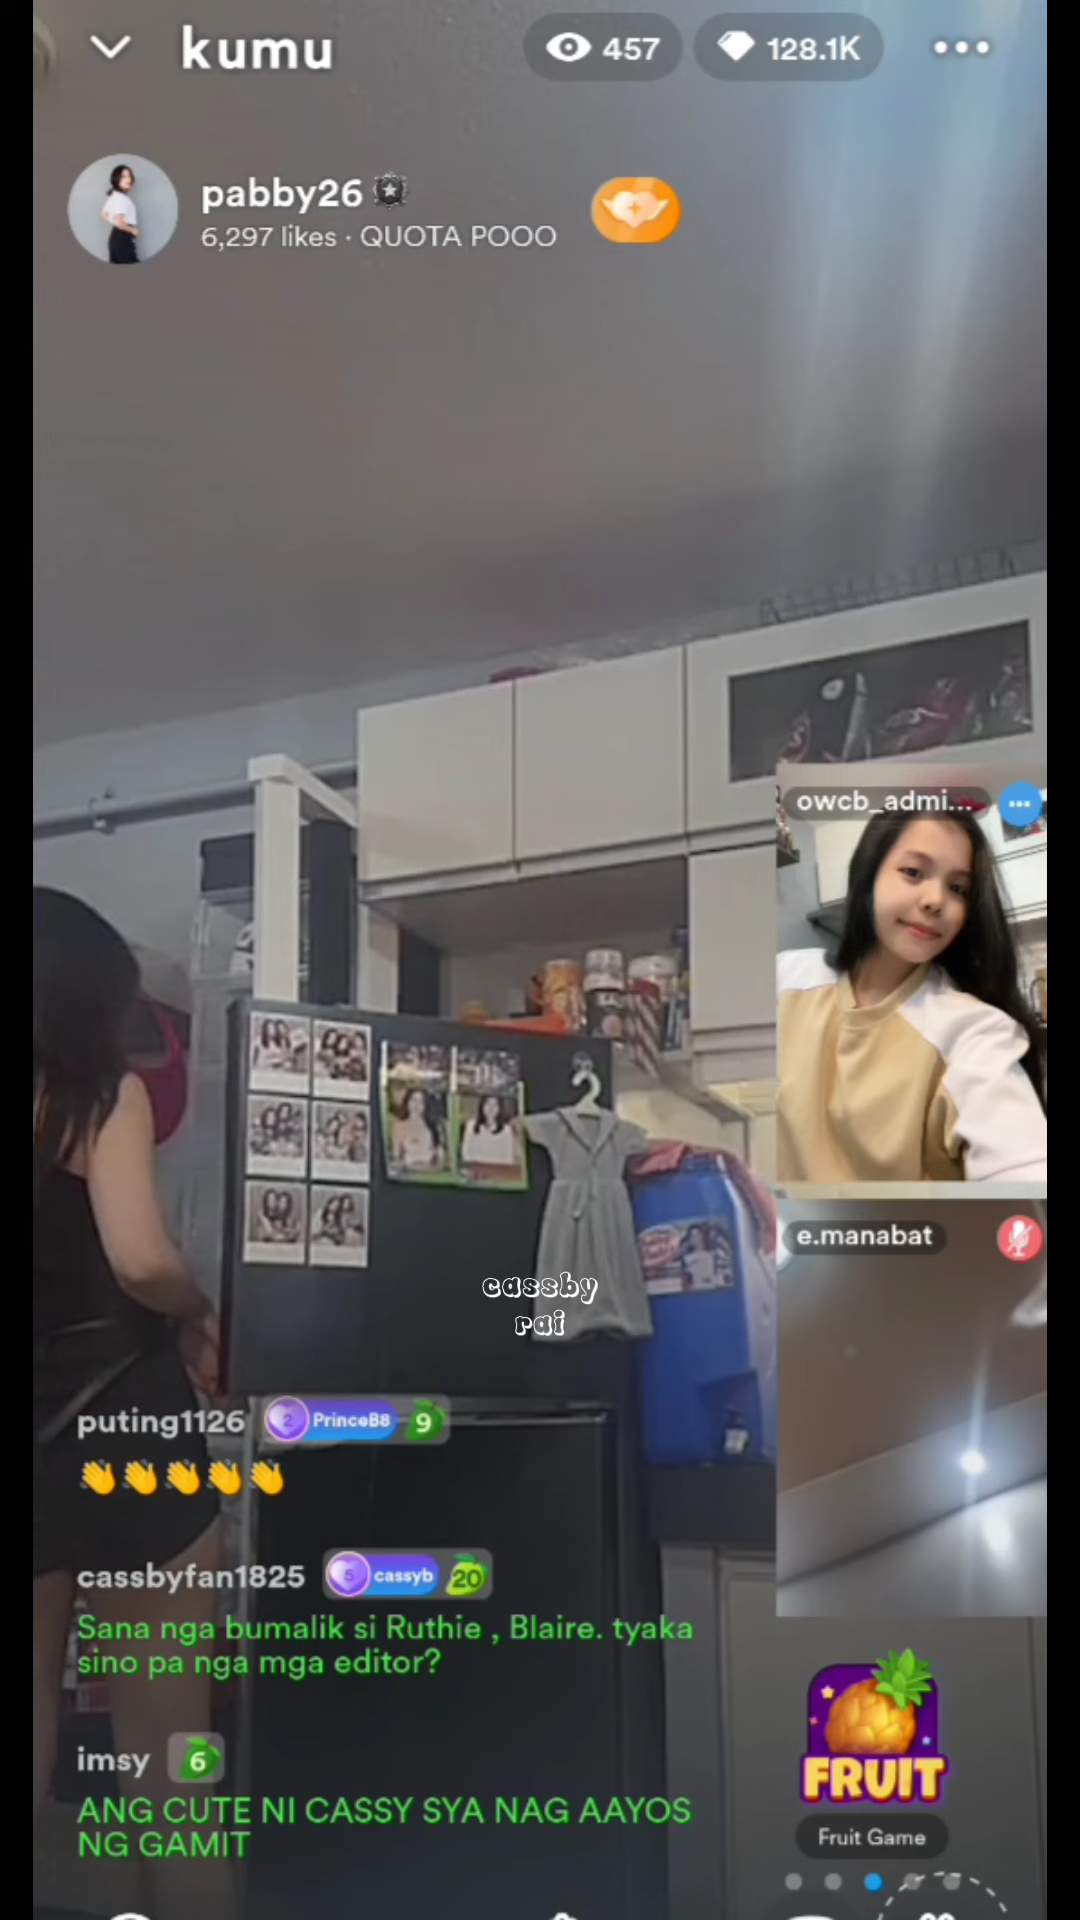 kumu
457
128.1K
pabby26
6,297 likes · QUOTA POOO
owcb_admi...
e.manabat
cassby
rai
puting1126 2 PrinceB8 9
👏👏👏👏👏
cassbyfan1825 5 cassyb 20
Sana nga bumalik si Ruthie , Blaire. tyaka
sino pa nga mga editor?
imsy 6
ANG CUTE NI CASSY SYA NAG AAYOS
NG GAMIT
FRUIT
Fruit Game